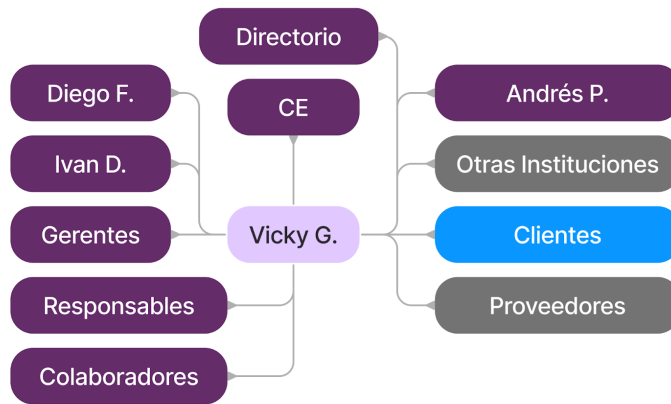 Directorio
Diego F.
CE
Andrés P.
Ivan D.
Otras Instituciones
Gerentes
Vicky G.
Clientes
Responsables
Proveedores
Colaboradores